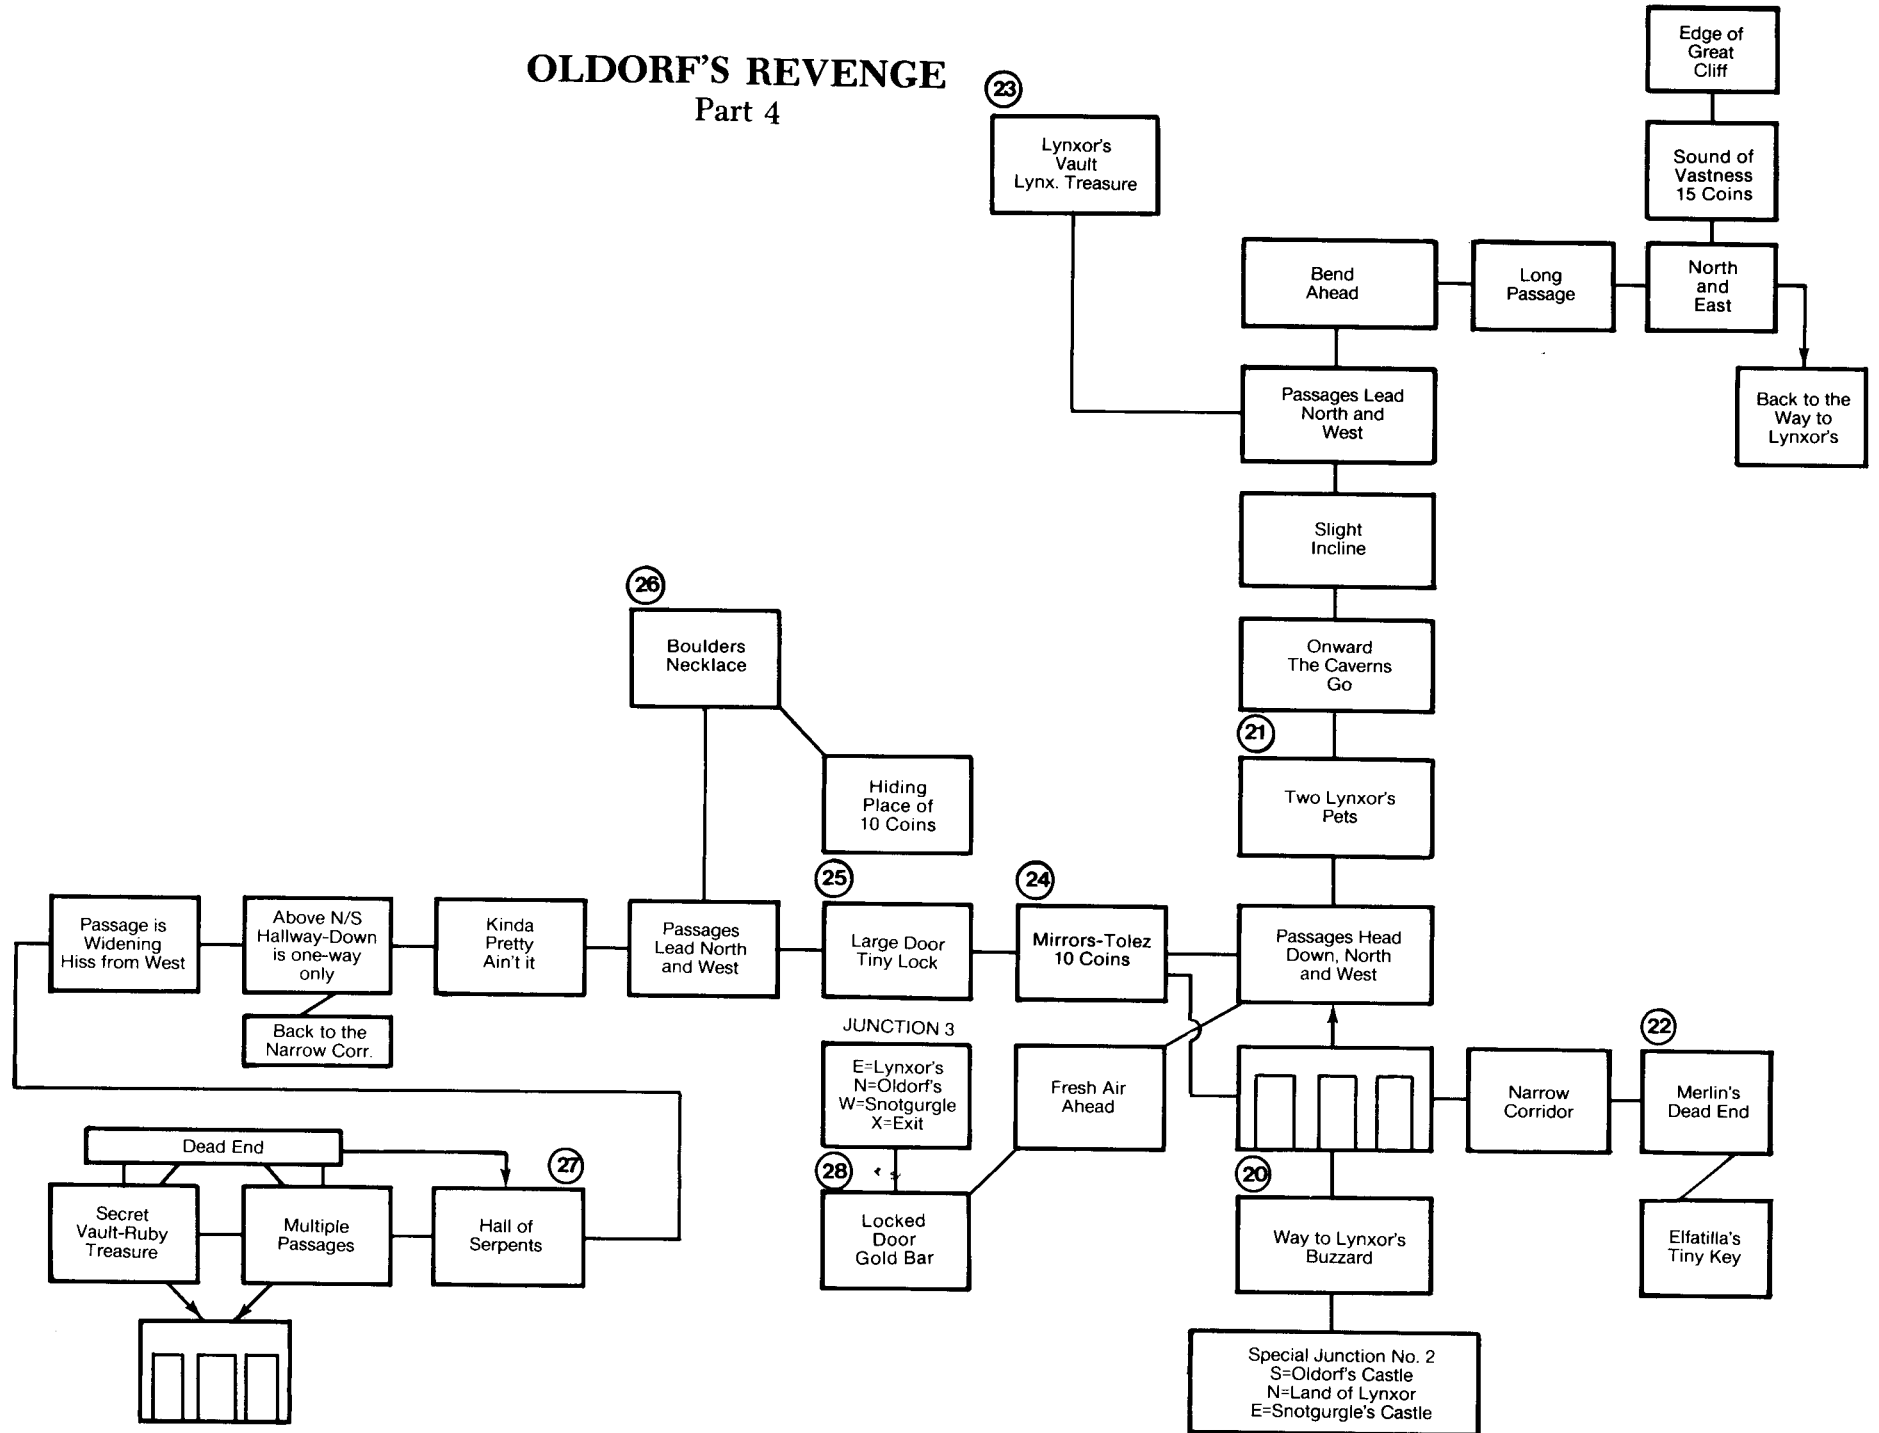 OLDORF'S REVENGE
Part 4
23
Lynxor's
Vault
Lynx. Treasure
Edge of
Great
Cliff
Sound of
Vastness
15 Coins
Bend
Ahead
Long
Passage
North
and
East
Passages Lead
North and
West
Back to the
Way to
Lynxor's
Slight
Incline
26
Boulders
Necklace
Onward
The Caverns
Go
21
Hiding
Place of
10 Coins
Two Lynxor's
Pets
25
24
Passage is
Widening
Hiss from West
Above N/S
Hallway-Down
is one-way
only
Kinda
Pretty
Ain't it
Passages
Lead North
and West
Large Door
Tiny Lock
Mirrors-Tolez
10 Coins
Passages Head
Down, North
and West
Back to the
Narrow Corr.
JUNCTION 3
E=Lynxor's
N=Oldorf's
W=Snotgurgle
X=Exit
Fresh Air
Ahead
Narrow
Corridor
22
Merlin's
Dead End
Dead End
27
28
20
Secret
Vault-Ruby
Treasure
Multiple
Passages
Hall of
Serpents
Locked
Door
Gold Bar
Way to Lynxor's
Buzzard
Elfatilla's
Tiny Key
Special Junction No. 2
S=Oldorf's Castle
N=Land of Lynxor
E=Snotgurgle's Castle